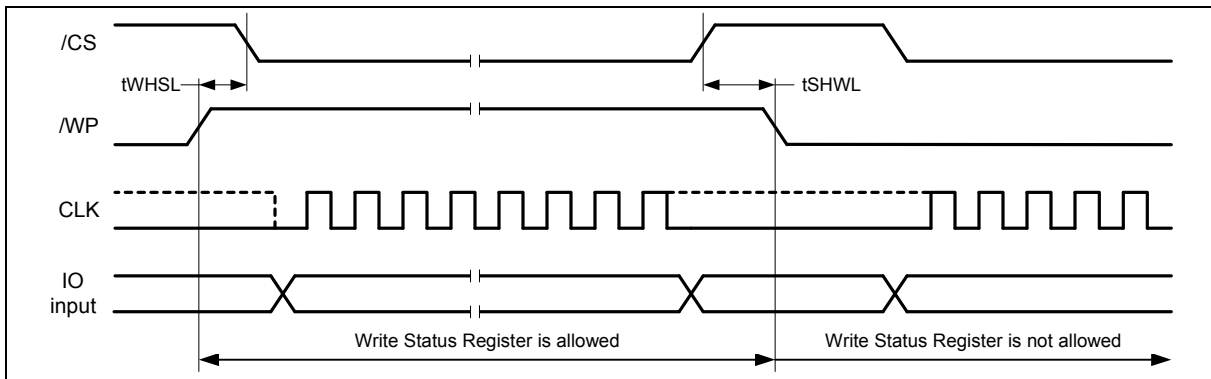 /CS
tWHSL
tSHWL
/WP
CLK
IO
input
Write Status Register is allowed
Write Status Register is not allowed